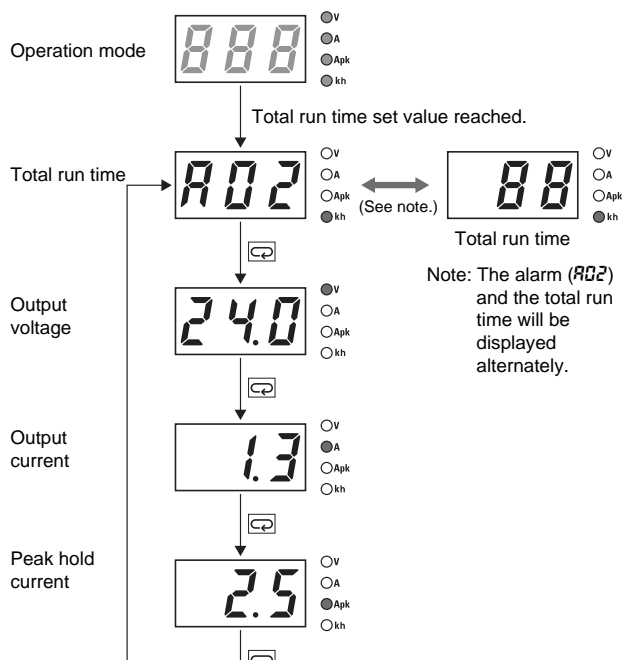 Operation mode
888
V
A
Apk
kh
Total run time set value reached.
Total run time
A02
V
A
Apk
kh
(See note.)
88
V
A
Apk
kh
Total run time
Note: The alarm (A02)
and the total run
time will be
displayed
alternately.
Output
voltage
24.0
V
A
Apk
kh
Output
current
1.3
V
A
Apk
kh
Peak hold
current
2.5
V
A
Apk
kh